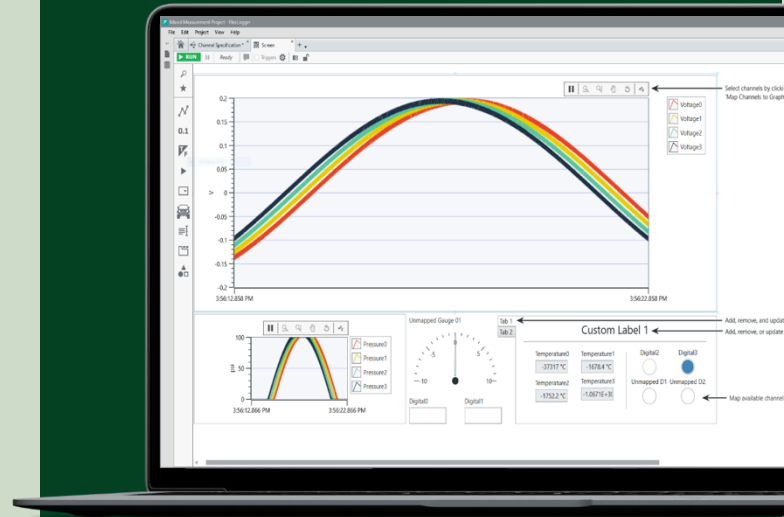 Mixed Measurement Project - FlexLogger
File Edit Project View Help
Channel Specification * Screen * +
RUN Ready Triggers
0.1
Select channels by clicki
'Map Channels to Graph
0.2
0.15
0.1
0.05
0
-0.05
-0.1
-0.15
-0.2
V
3:56:12.858 PM 3:56:22.858 PM
Voltage0
Voltage1
Voltage2
Voltage3
100
50
0
psi
3:56:12.866 PM 3:56:22.866 PM
Pressure0
Pressure1
Pressure2
Pressure3
Unmapped Gauge 01
Tab 1
Tab 2
-10 -5 0 5 10
Digital0 Digital1
Custom Label 1
Temperature0 Temperature1 Digital2 Digital3
-37317 °C -1678.4 °C
Temperature2 Temperature3 Unmapped D1 Unmapped D2
-1752.2 °C
Add, remove, and updat
Add, remove, or update
Map available channel